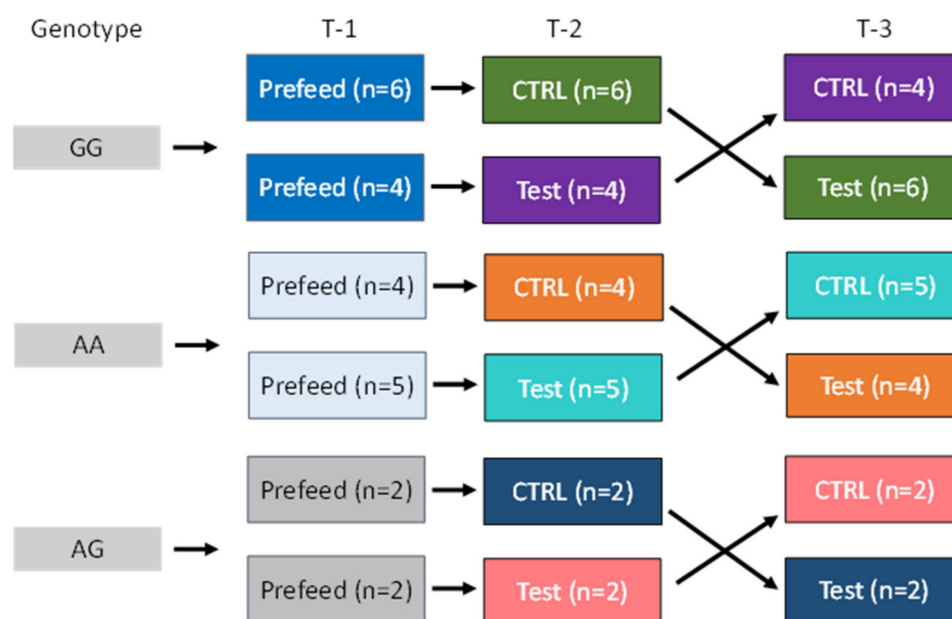 Genotype T-1 T-2 T-3
Prefeed (n=6) CTRL (n=6) CTRL (n=4)
GG
Prefeed (n=4) Test (n=4) Test (n=6)
Prefeed (n=4) CTRL (n=4) CTRL (n=5)
AA
Prefeed (n=5) Test (n=5) Test (n=4)
Prefeed (n=2) CTRL (n=2) CTRL (n=2)
AG
Prefeed (n=2) Test (n=2) Test (n=2)